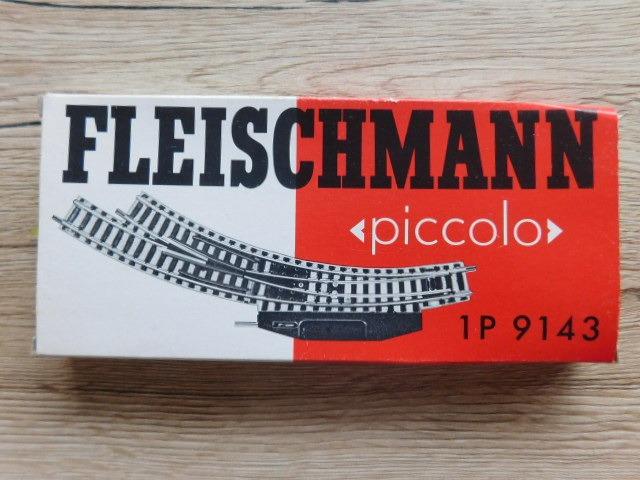 FLEISCHMANN
‹piccolo›
1P 9143